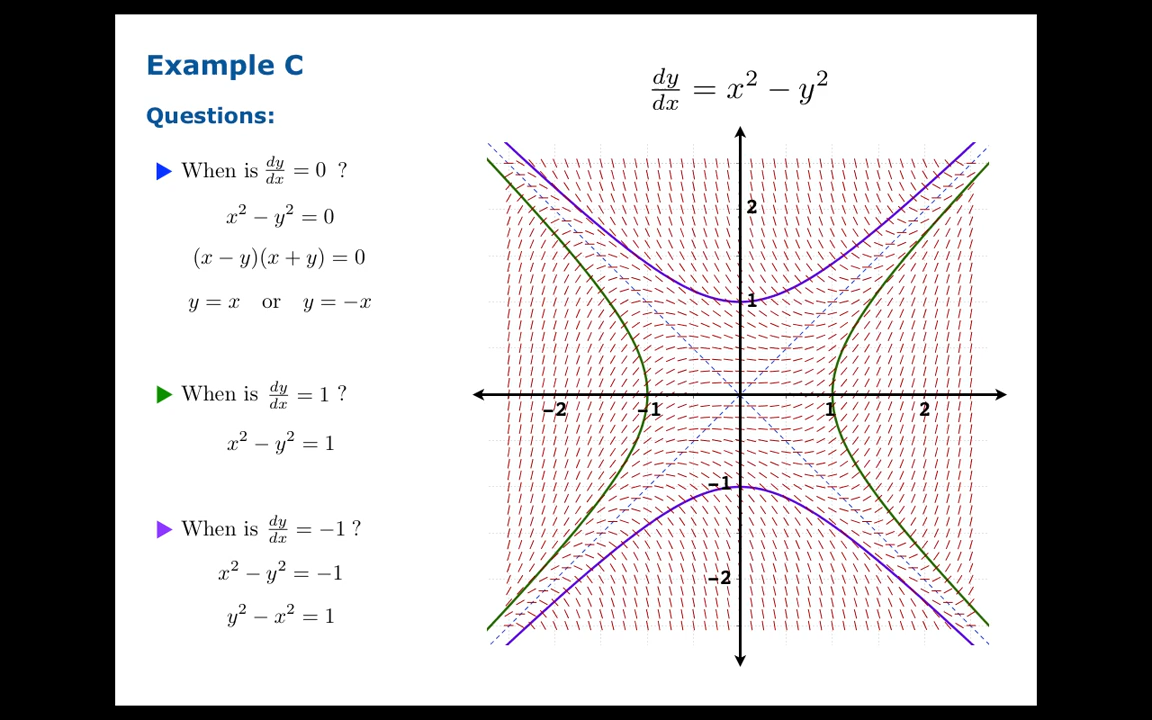 Example C
Questions:
When is dy/dx = 0 ?
x² − y² = 0
(x − y)(x + y) = 0
y = x or y = −x
When is dy/dx = 1 ?
x² − y² = 1
When is dy/dx = −1 ?
x² − y² = −1
y² − x² = 1
dy/dx = x² − y²
2
1
−2 −1 1 2
−1
−2